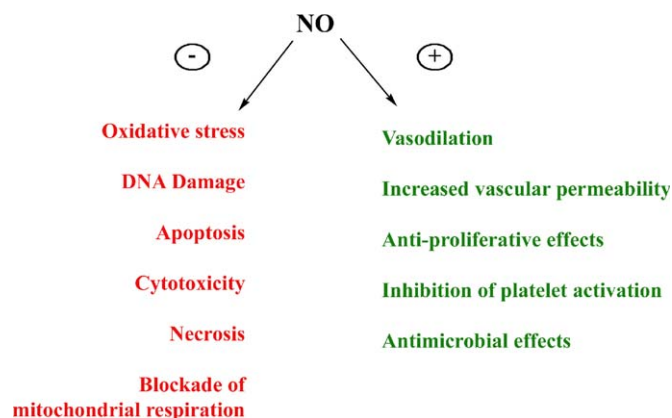 NO
-
+
Oxidative stress
DNA Damage
Apoptosis
Cytotoxicity
Necrosis
Blockade of
mitochondrial respiration
Vasodilation
Increased vascular permeability
Anti-proliferative effects
Inhibition of platelet activation
Antimicrobial effects